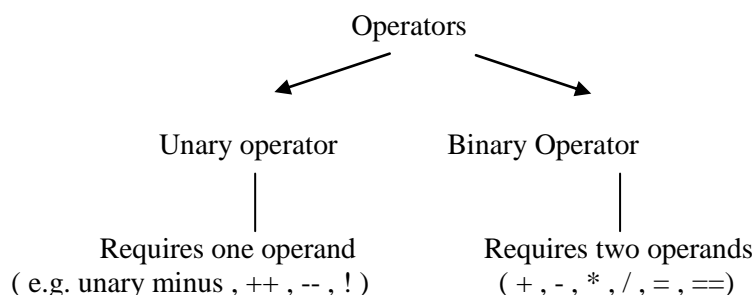 Operators
Unary operator
Binary Operator
Requires one operand
( e.g. unary minus , ++ , -- , ! )
Requires two operands
( + , - , * , / , = , ==)